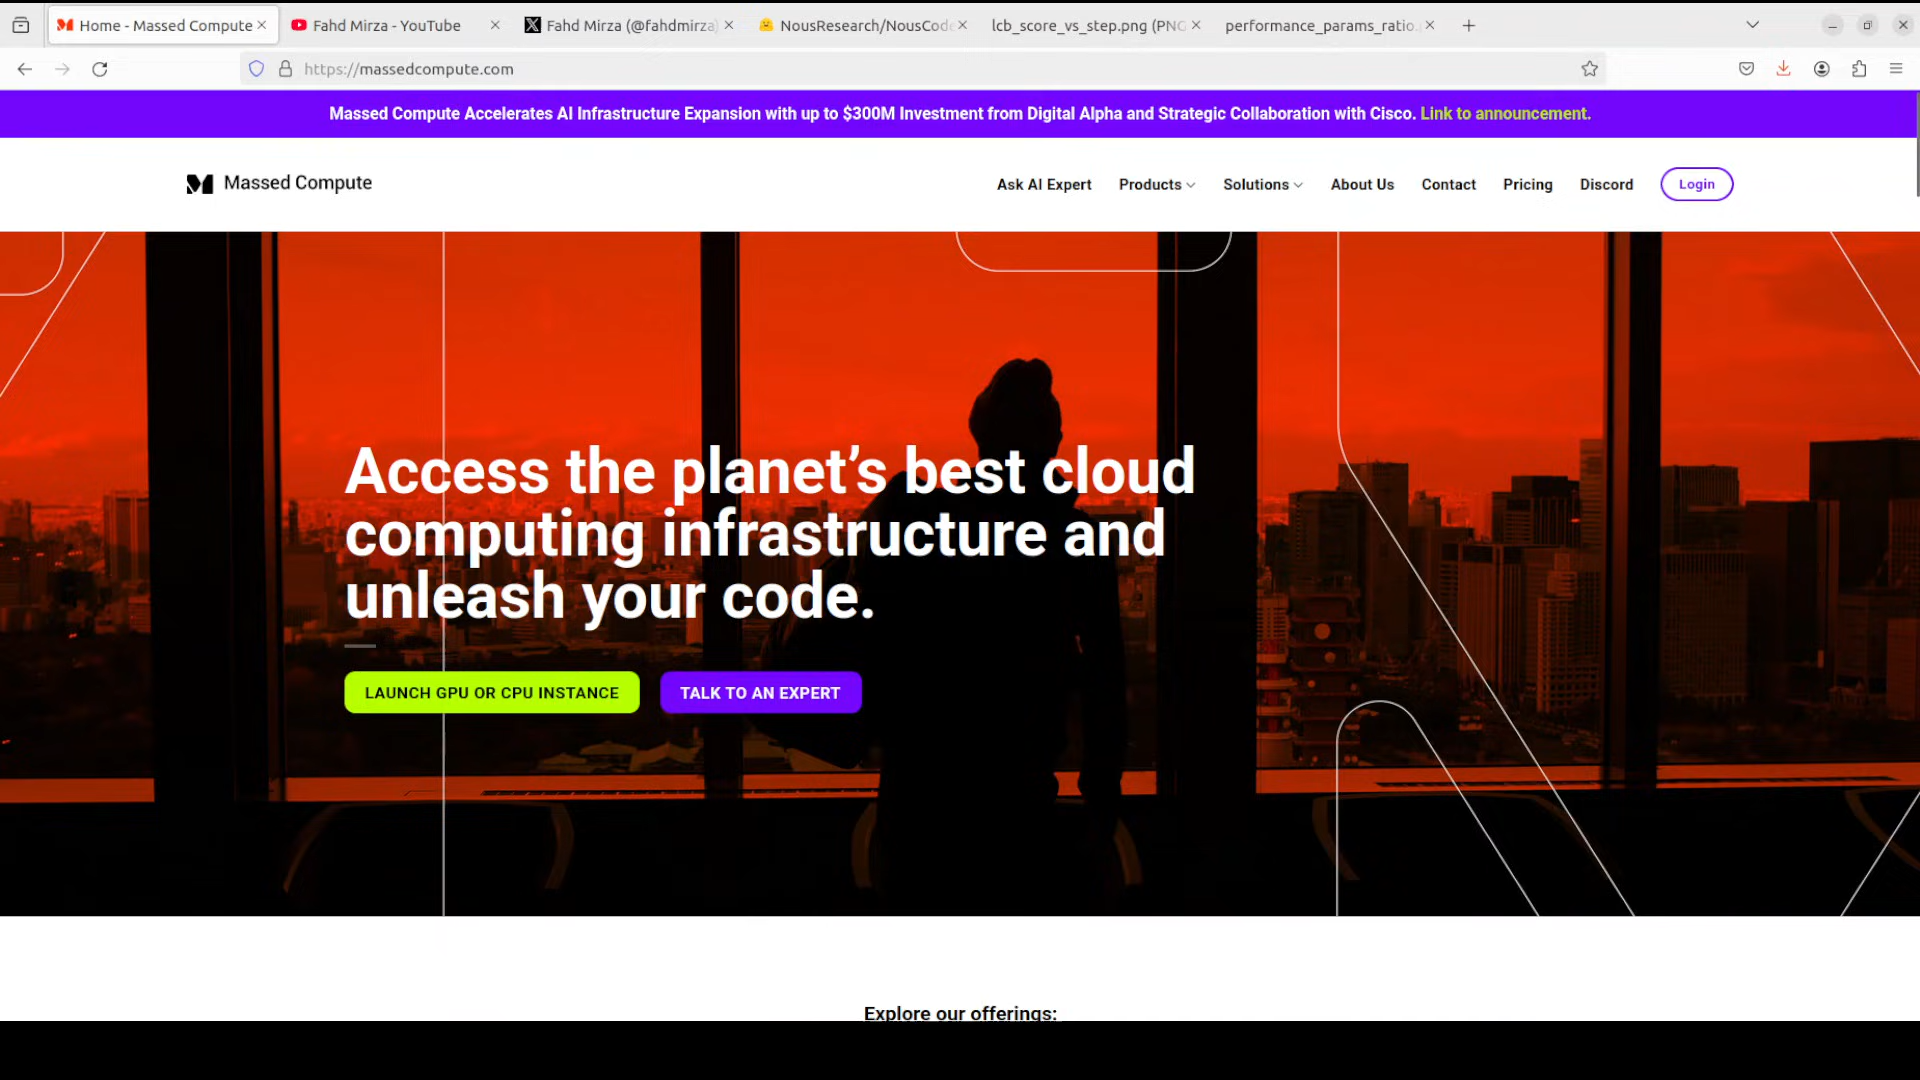 Home - Massed Compute
Fahd Mirza - YouTube
Fahd Mirza (@fahdmirza)
NousResearch/NousCode
lcb_score_vs_step.png (PNG
performance_params_ratio.
https://massedcompute.com
Massed Compute Accelerates AI Infrastructure Expansion with up to $300M Investment from Digital Alpha and Strategic Collaboration with Cisco. Link to announcement.
Massed Compute
Ask AI Expert
Products
Solutions
About Us
Contact
Pricing
Discord
Login
Access the planet’s best cloud
computing infrastructure and
unleash your code.
LAUNCH GPU OR CPU INSTANCE
TALK TO AN EXPERT
Explore our offerings: